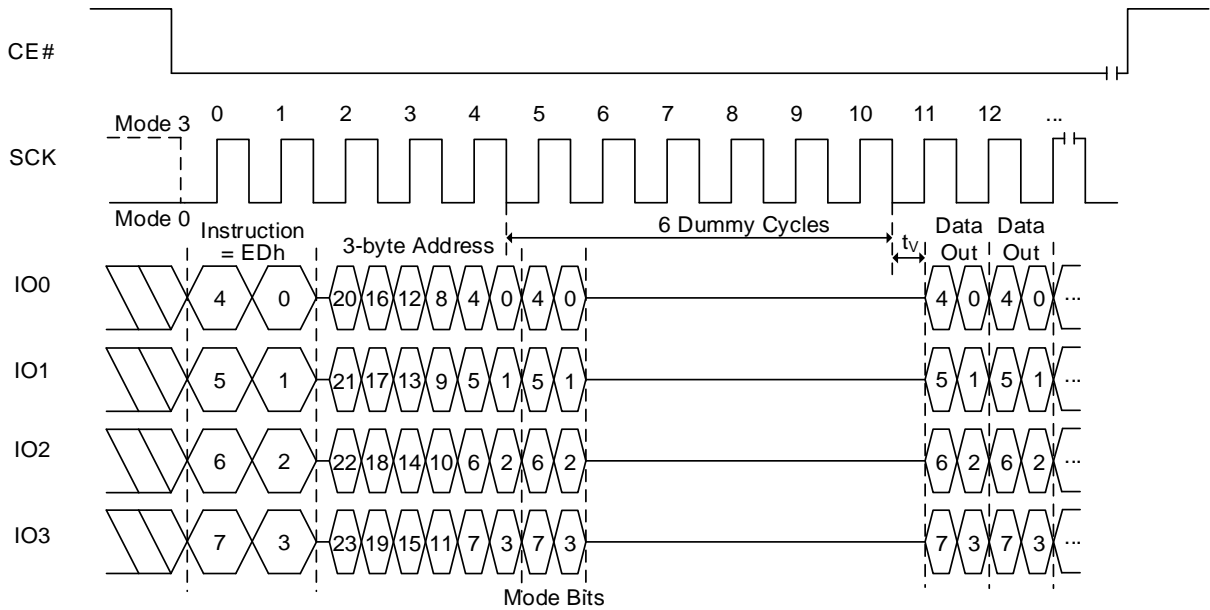 CE#
0 1 2 3 4 5 6 7 8 9 10 11 12 ...
Mode 3
SCK
Mode 0
Instruction
= EDh
3-byte Address
6 Dummy Cycles
tV
Data
Out
Data
Out
IO0 4 0 20 16 12 8 4 0 4 0 4 0 4 0 ...
IO1 5 1 21 17 13 9 5 1 5 1 5 1 5 1 ...
IO2 6 2 22 18 14 10 6 2 6 2 6 2 6 2 ...
IO3 7 3 23 19 15 11 7 3 7 3 7 3 7 3 ...
Mode Bits